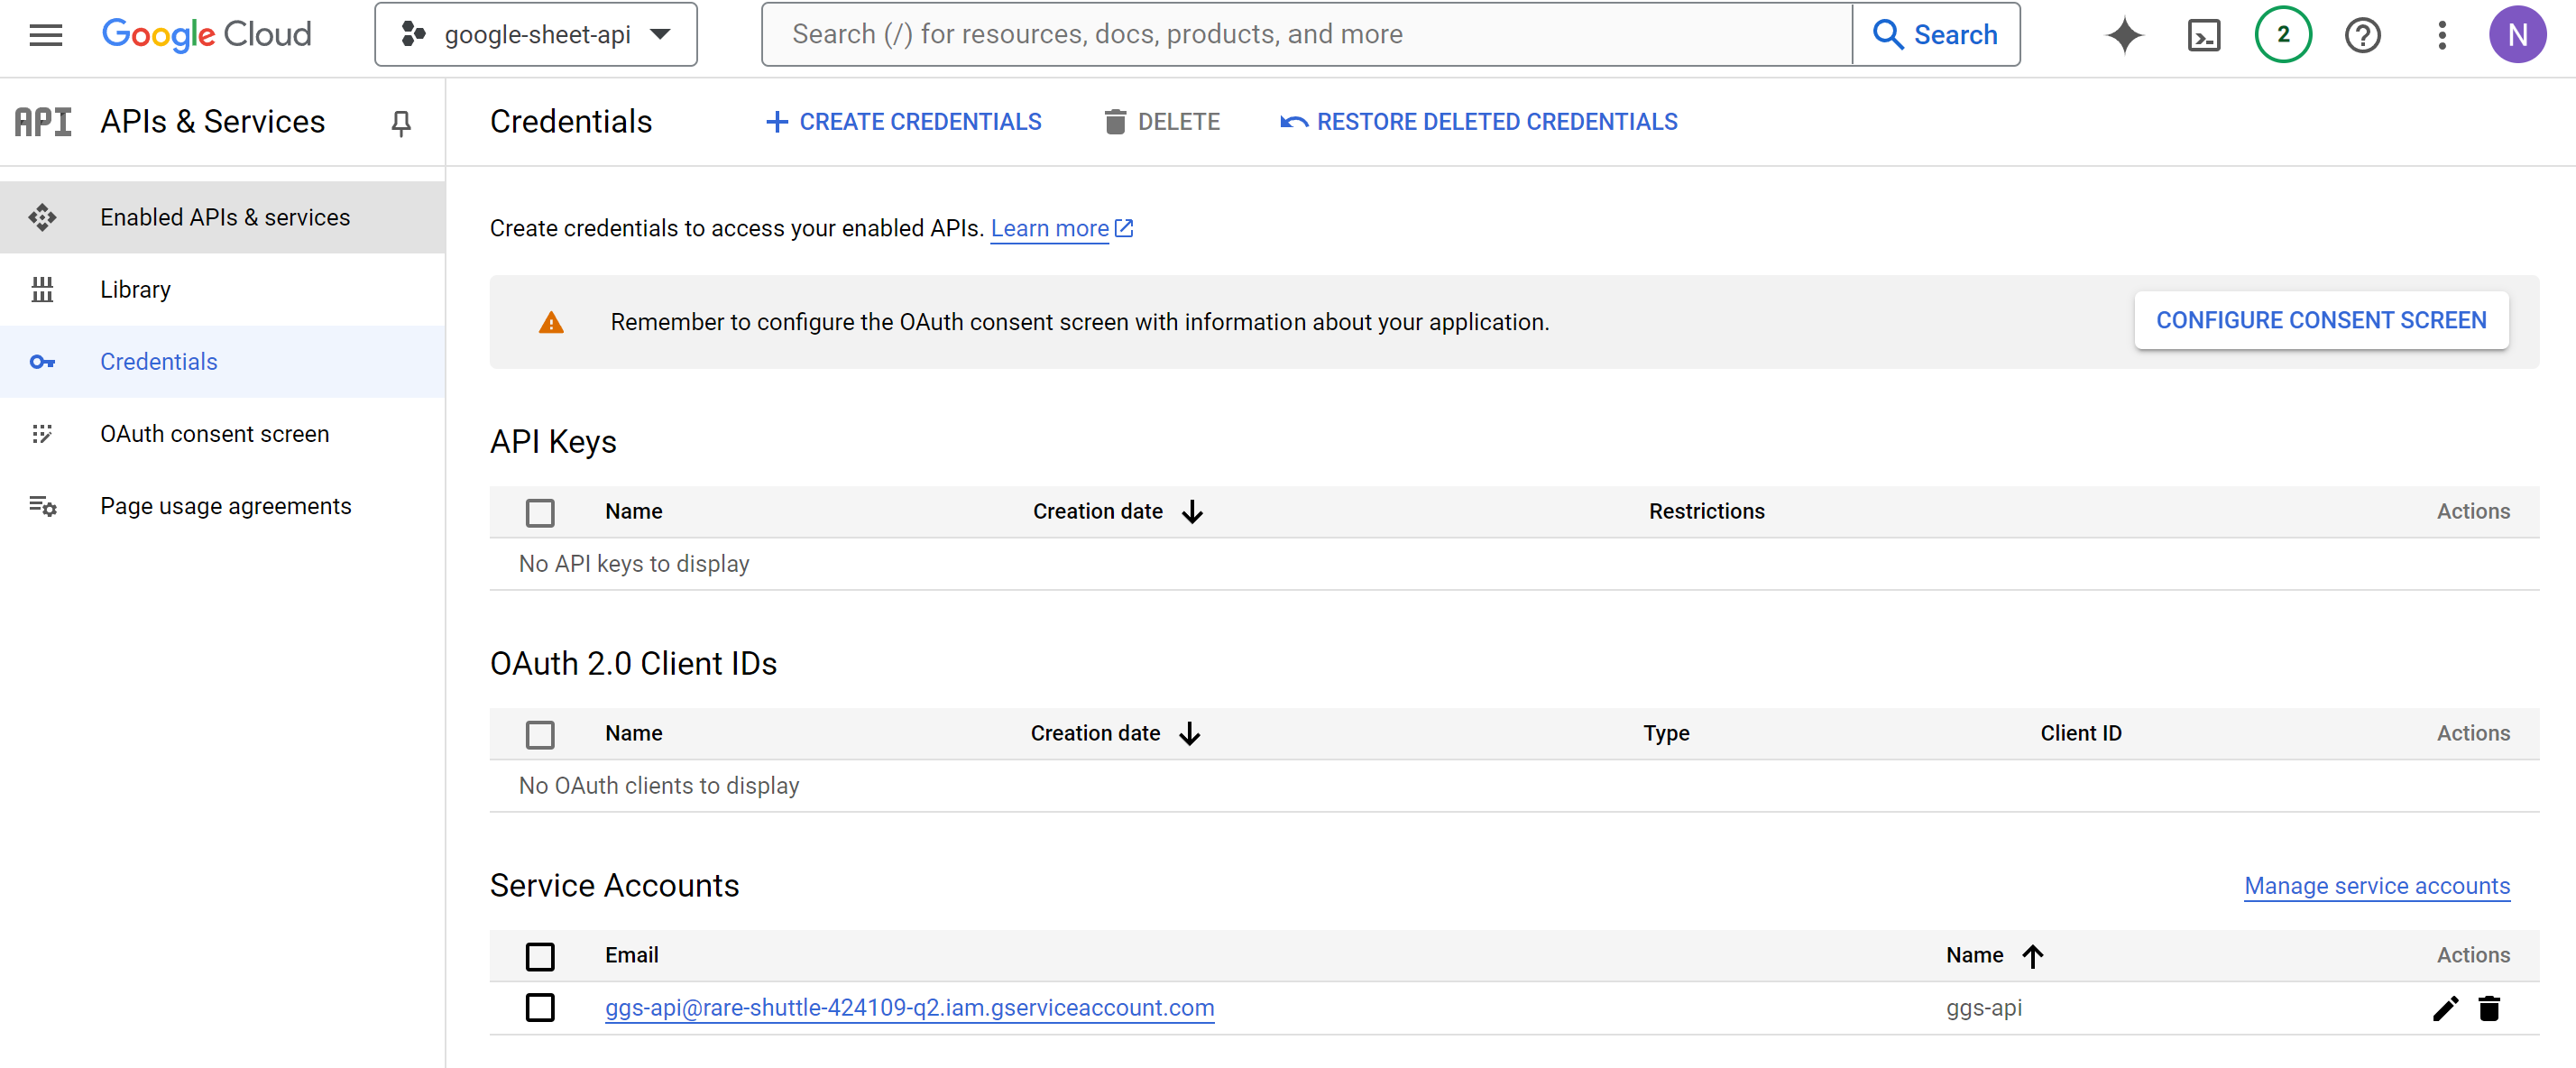 Google Cloud
google-sheet-api
Search (/) for resources, docs, products, and more
Search
2
N
API
APIs & Services
Credentials
CREATE CREDENTIALS
DELETE
RESTORE DELETED CREDENTIALS
Enabled APIs & services
Library
Credentials
OAuth consent screen
Page usage agreements
Create credentials to access your enabled APIs. Learn more
Remember to configure the OAuth consent screen with information about your application.
CONFIGURE CONSENT SCREEN
API Keys
Name Creation date Restrictions Actions
No API keys to display
OAuth 2.0 Client IDs
Name Creation date Type Client ID Actions
No OAuth clients to display
Service Accounts
Manage service accounts
Email Name Actions
ggs-api@rare-shuttle-424109-q2.iam.gserviceaccount.com ggs-api